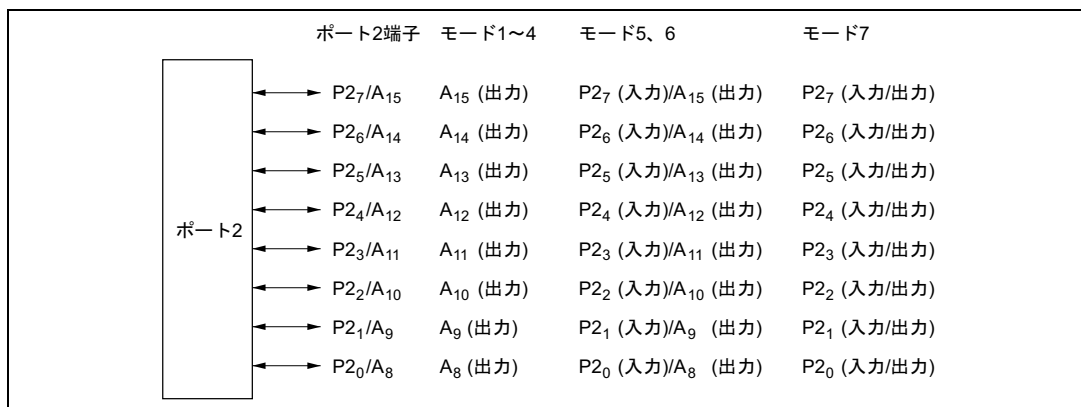 ポート2端子 モード1〜4 モード5、6 モード7
P2₇/A₁₅ A₁₅ (出力) P2₇ (入力)/A₁₅ (出力) P2₇ (入力/出力)
P2₆/A₁₄ A₁₄ (出力) P2₆ (入力)/A₁₄ (出力) P2₆ (入力/出力)
P2₅/A₁₃ A₁₃ (出力) P2₅ (入力)/A₁₃ (出力) P2₅ (入力/出力)
P2₄/A₁₂ A₁₂ (出力) P2₄ (入力)/A₁₂ (出力) P2₄ (入力/出力)
ポート2
P2₃/A₁₁ A₁₁ (出力) P2₃ (入力)/A₁₁ (出力) P2₃ (入力/出力)
P2₂/A₁₀ A₁₀ (出力) P2₂ (入力)/A₁₀ (出力) P2₂ (入力/出力)
P2₁/A₉ A₉ (出力) P2₁ (入力)/A₉ (出力) P2₁ (入力/出力)
P2₀/A₈ A₈ (出力) P2₀ (入力)/A₈ (出力) P2₀ (入力/出力)